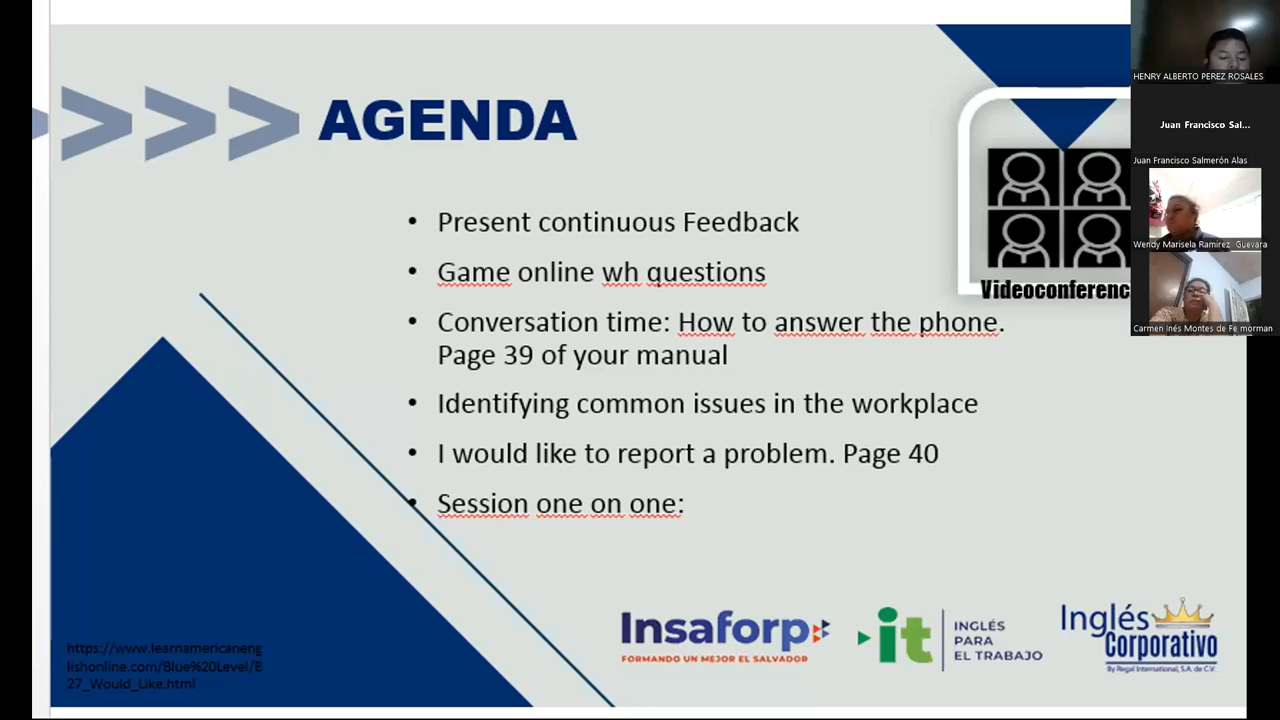 AGENDA
• Present continuous Feedback
• Game online wh questions
• Conversation time: How to answer the phone.
Page 39 of your manual
• Identifying common issues in the workplace
• I would like to report a problem. Page 40
• Session one on one:
Videoconferenc
HENRY ALBERTO PEREZ ROSALES
Juan Francisco Sal...
Juan Francisco Salmerón Alas
Wendy Marisela Ramirez Guevara
Carmen Inés Montes de Fe morman
https://www.learnamericaneng
lishonline.com/Blue%20Level/B
27_Would_Like.html
Insaforp
FORMANDO UN MEJOR EL SALVADOR
it
INGLÉS
PARA
EL TRABAJO
Inglés
Corporativo
By Regal International, S.A. de C.V.